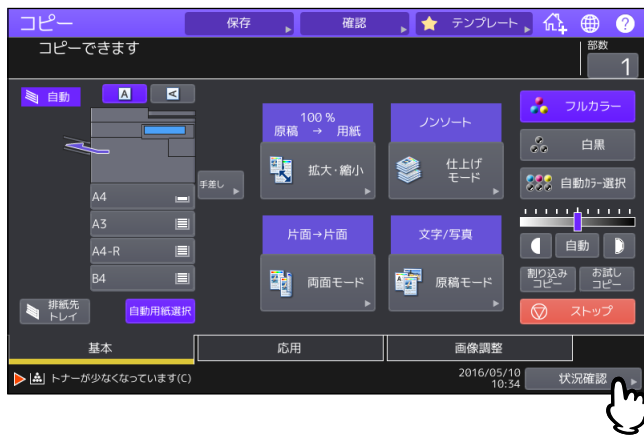 コピー
保存
確認
テンプレート
?
コピーできます
部数
1
自動
A
A
A4
A3
A4-R
B4
手差し
排紙先
トレイ
自動用紙選択
100 %
原稿 → 用紙
拡大・縮小
ノンソート
仕上げ
モード
片面→片面
両面モード
文字/写真
原稿モード
フルカラー
白黒
自動カラー選択
自動
割り込み
コピー
お試し
コピー
ストップ
基本
応用
画像調整
トナーが少なくなっています(C)
2016/05/10
10:34
状況確認